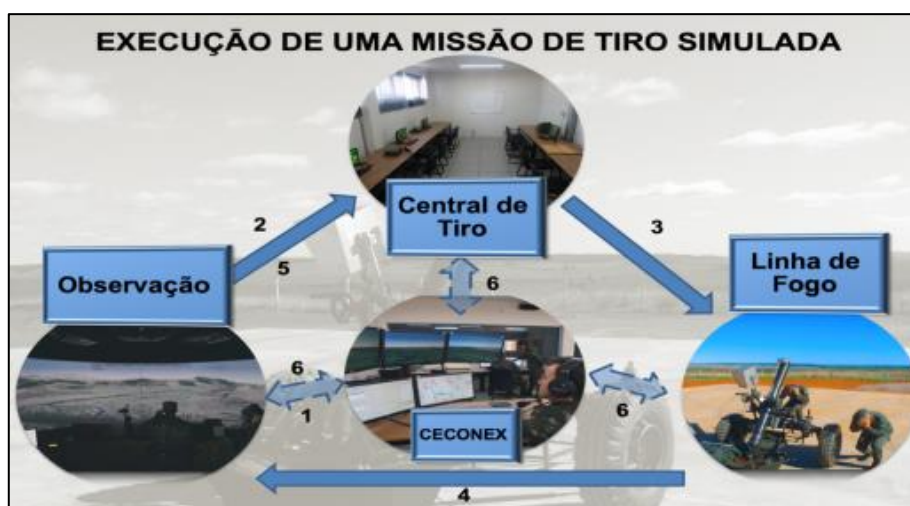 EXECUÇÃO DE UMA MISSÃO DE TIRO SIMULADA
Central de
Tiro
2
5
3
Observação
Linha de
Fogo
6
6
1
6
CECONEX
4